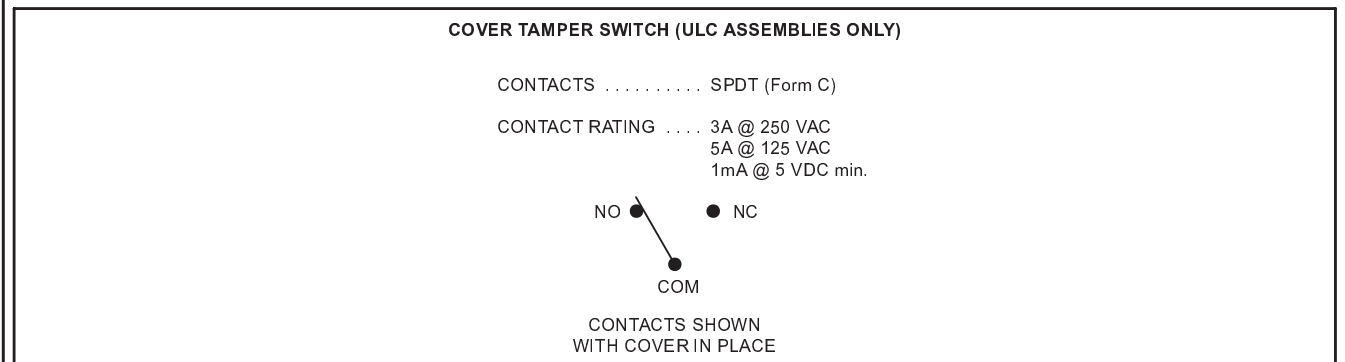 COVER TAMPER SWITCH (ULC ASSEMBLIES ONLY)
CONTACTS . . . . . . . . . . SPDT (Form C)
CONTACT RATING . . . . 3A @ 250 VAC
5A @ 125 VAC
1mA @ 5 VDC min.
NO NC
COM
CONTACTS SHOWN
WITH COVER IN PLACE